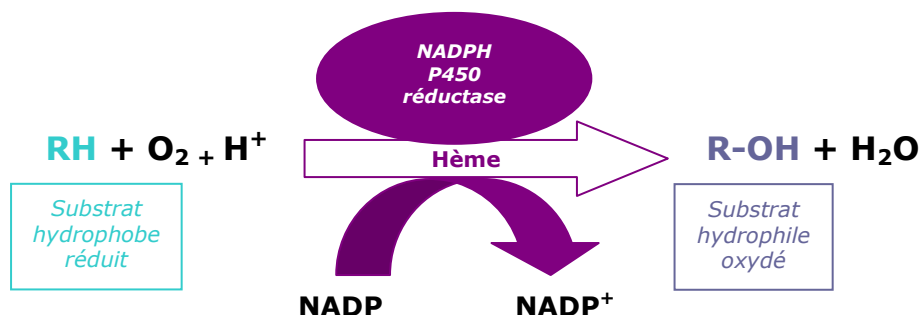 NADPH
P450
réductase
RH + O₂ + H⁺
Hème
R-OH + H₂O
Substrat
hydrophobe
réduit
Substrat
hydrophile
oxydé
NADP
NADP⁺